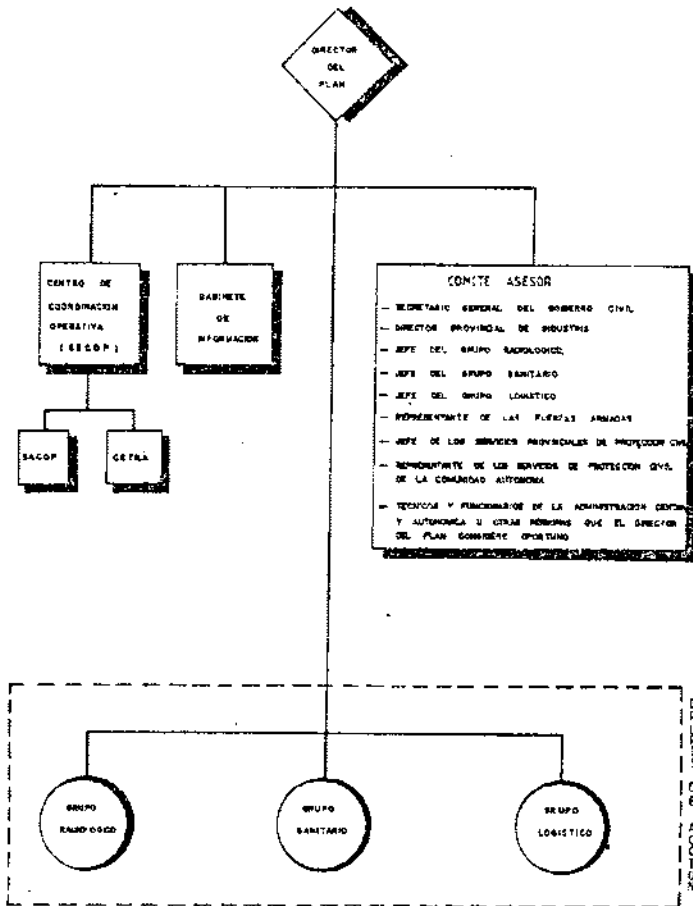 DIRECTOR
DEL
PLAN
CENTRO DE
COORDINACION
OPERATIVA
(SECOP)
GABINETE
DE
INFORMACION
COMITE ASESOR
— SECRETARIO GENERAL DEL GOBIERNO CIVIL
— DIRECTOR PROVINCIAL DE INDUSTRIA
— JEFE DEL GRUPO RADIOLOGICO
— JEFE DEL GRUPO SANITARIO
— JEFE DEL GRUPO LOGISTICO
— REPRESENTANTE DE LAS FUERZAS ARMADAS
— JEFE DE LOS SERVICIOS PROVINCIALES DE PROTECCION CIVIL
— REPRESENTANTE DE LOS SERVICIOS DE PROTECCION CIVIL
DE LA COMUNIDAD AUTONOMA
— TECNICOS Y FUNCIONARIOS DE LA ADMINISTRACION CENTRAL
Y AUTONOMICA U OTRAS PERSONAS QUE EL DIRECTOR
DEL PLAN CONSIDERE OPORTUNO
SACOP
CETRA
GRUPO
RADIOLOGICO
GRUPO
SANITARIO
GRUPO
LOGISTICO